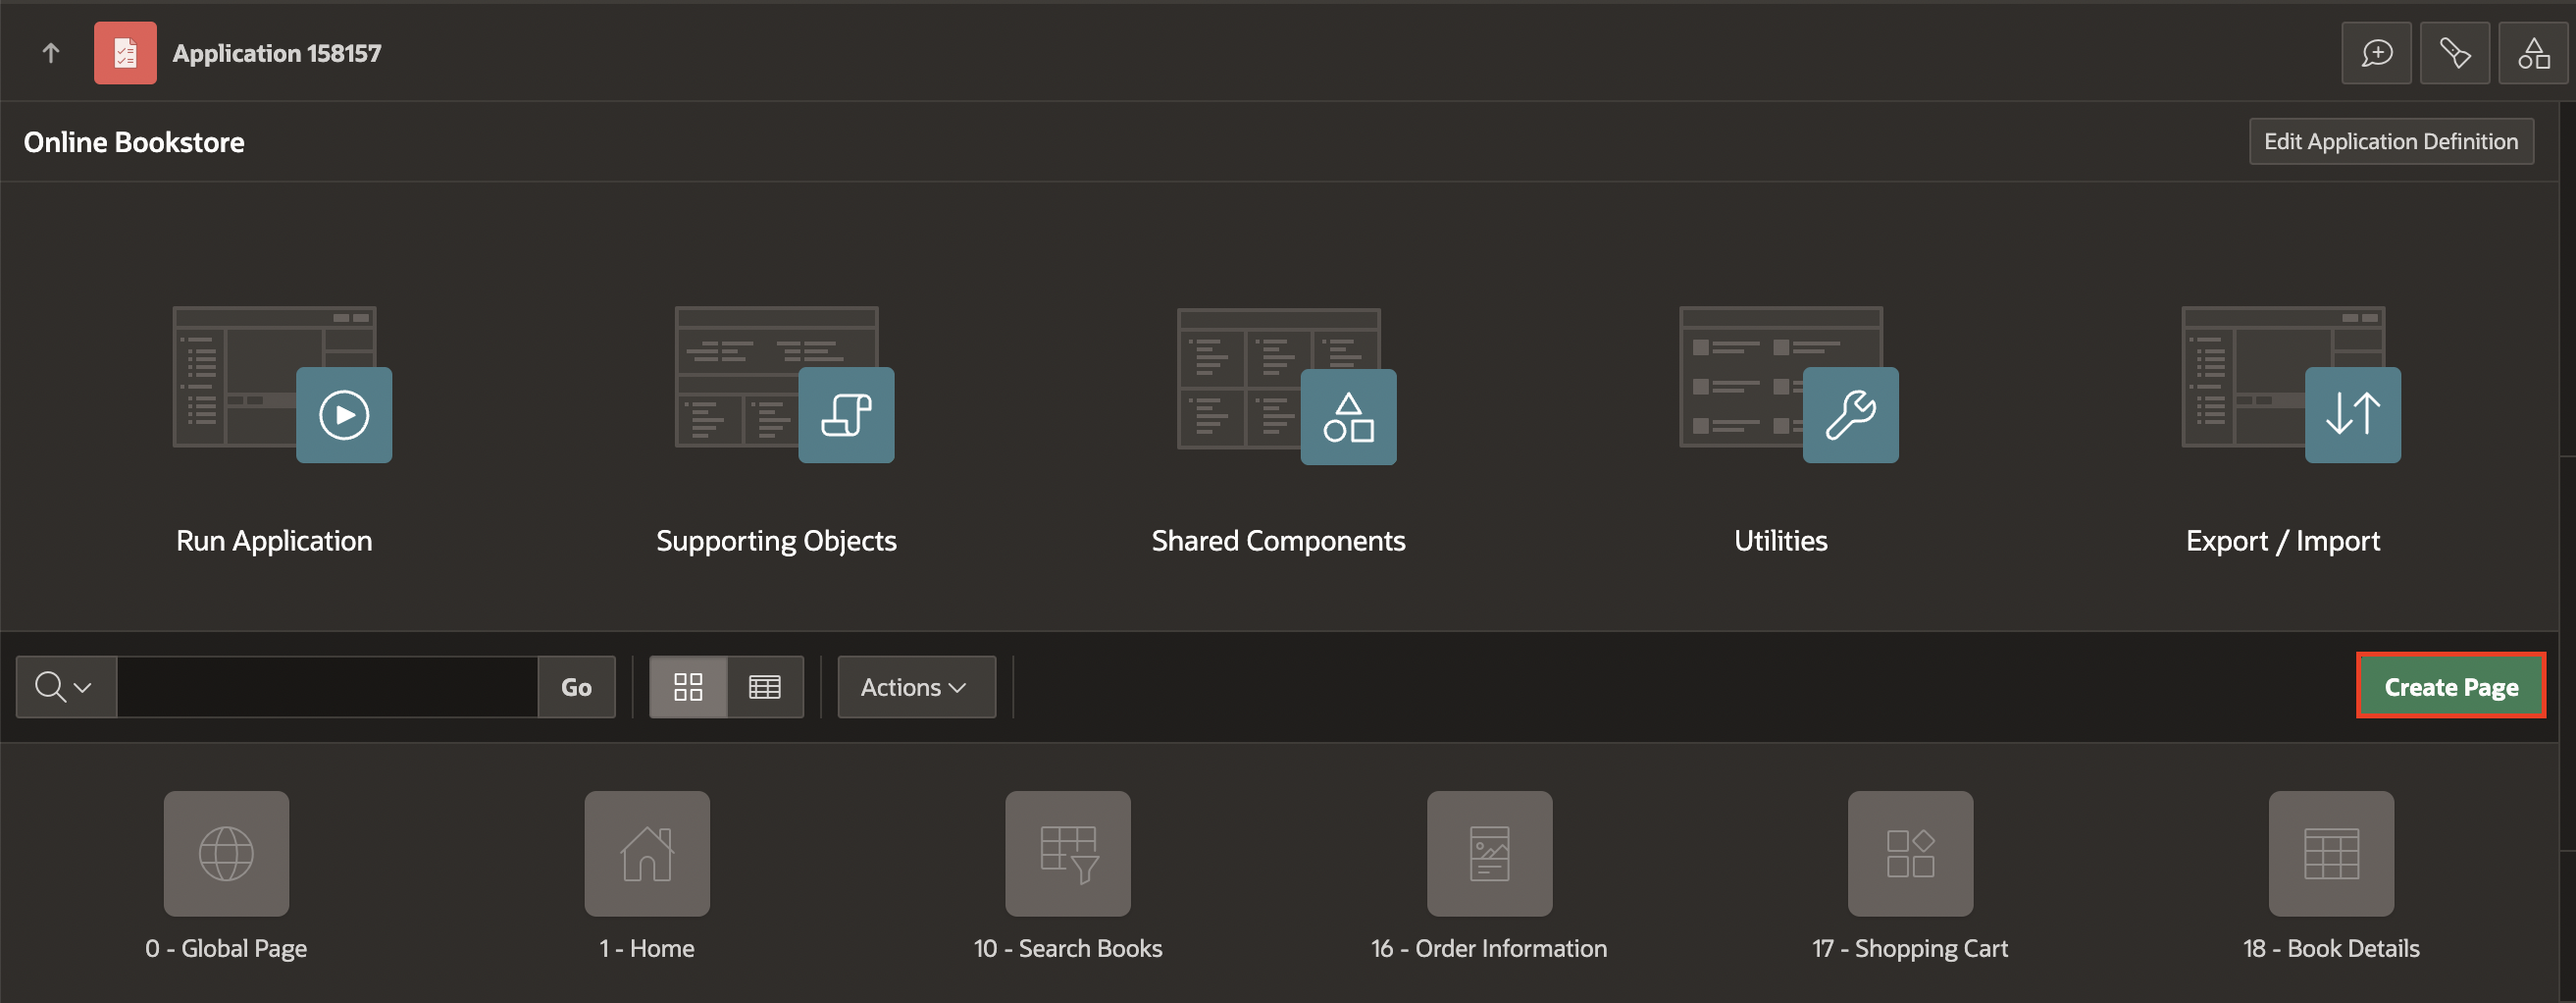 Application 158157
Online Bookstore
Edit Application Definition
Run Application
Supporting Objects
Shared Components
Utilities
Export / Import
Go
Actions
Create Page
0 - Global Page
1 - Home
10 - Search Books
16 - Order Information
17 - Shopping Cart
18 - Book Details